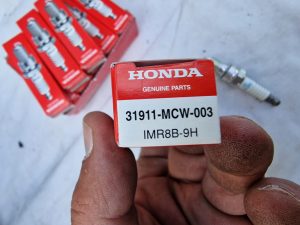 HONDA
GENUINE PARTS
31911-MCW-003
IMR8B-9H